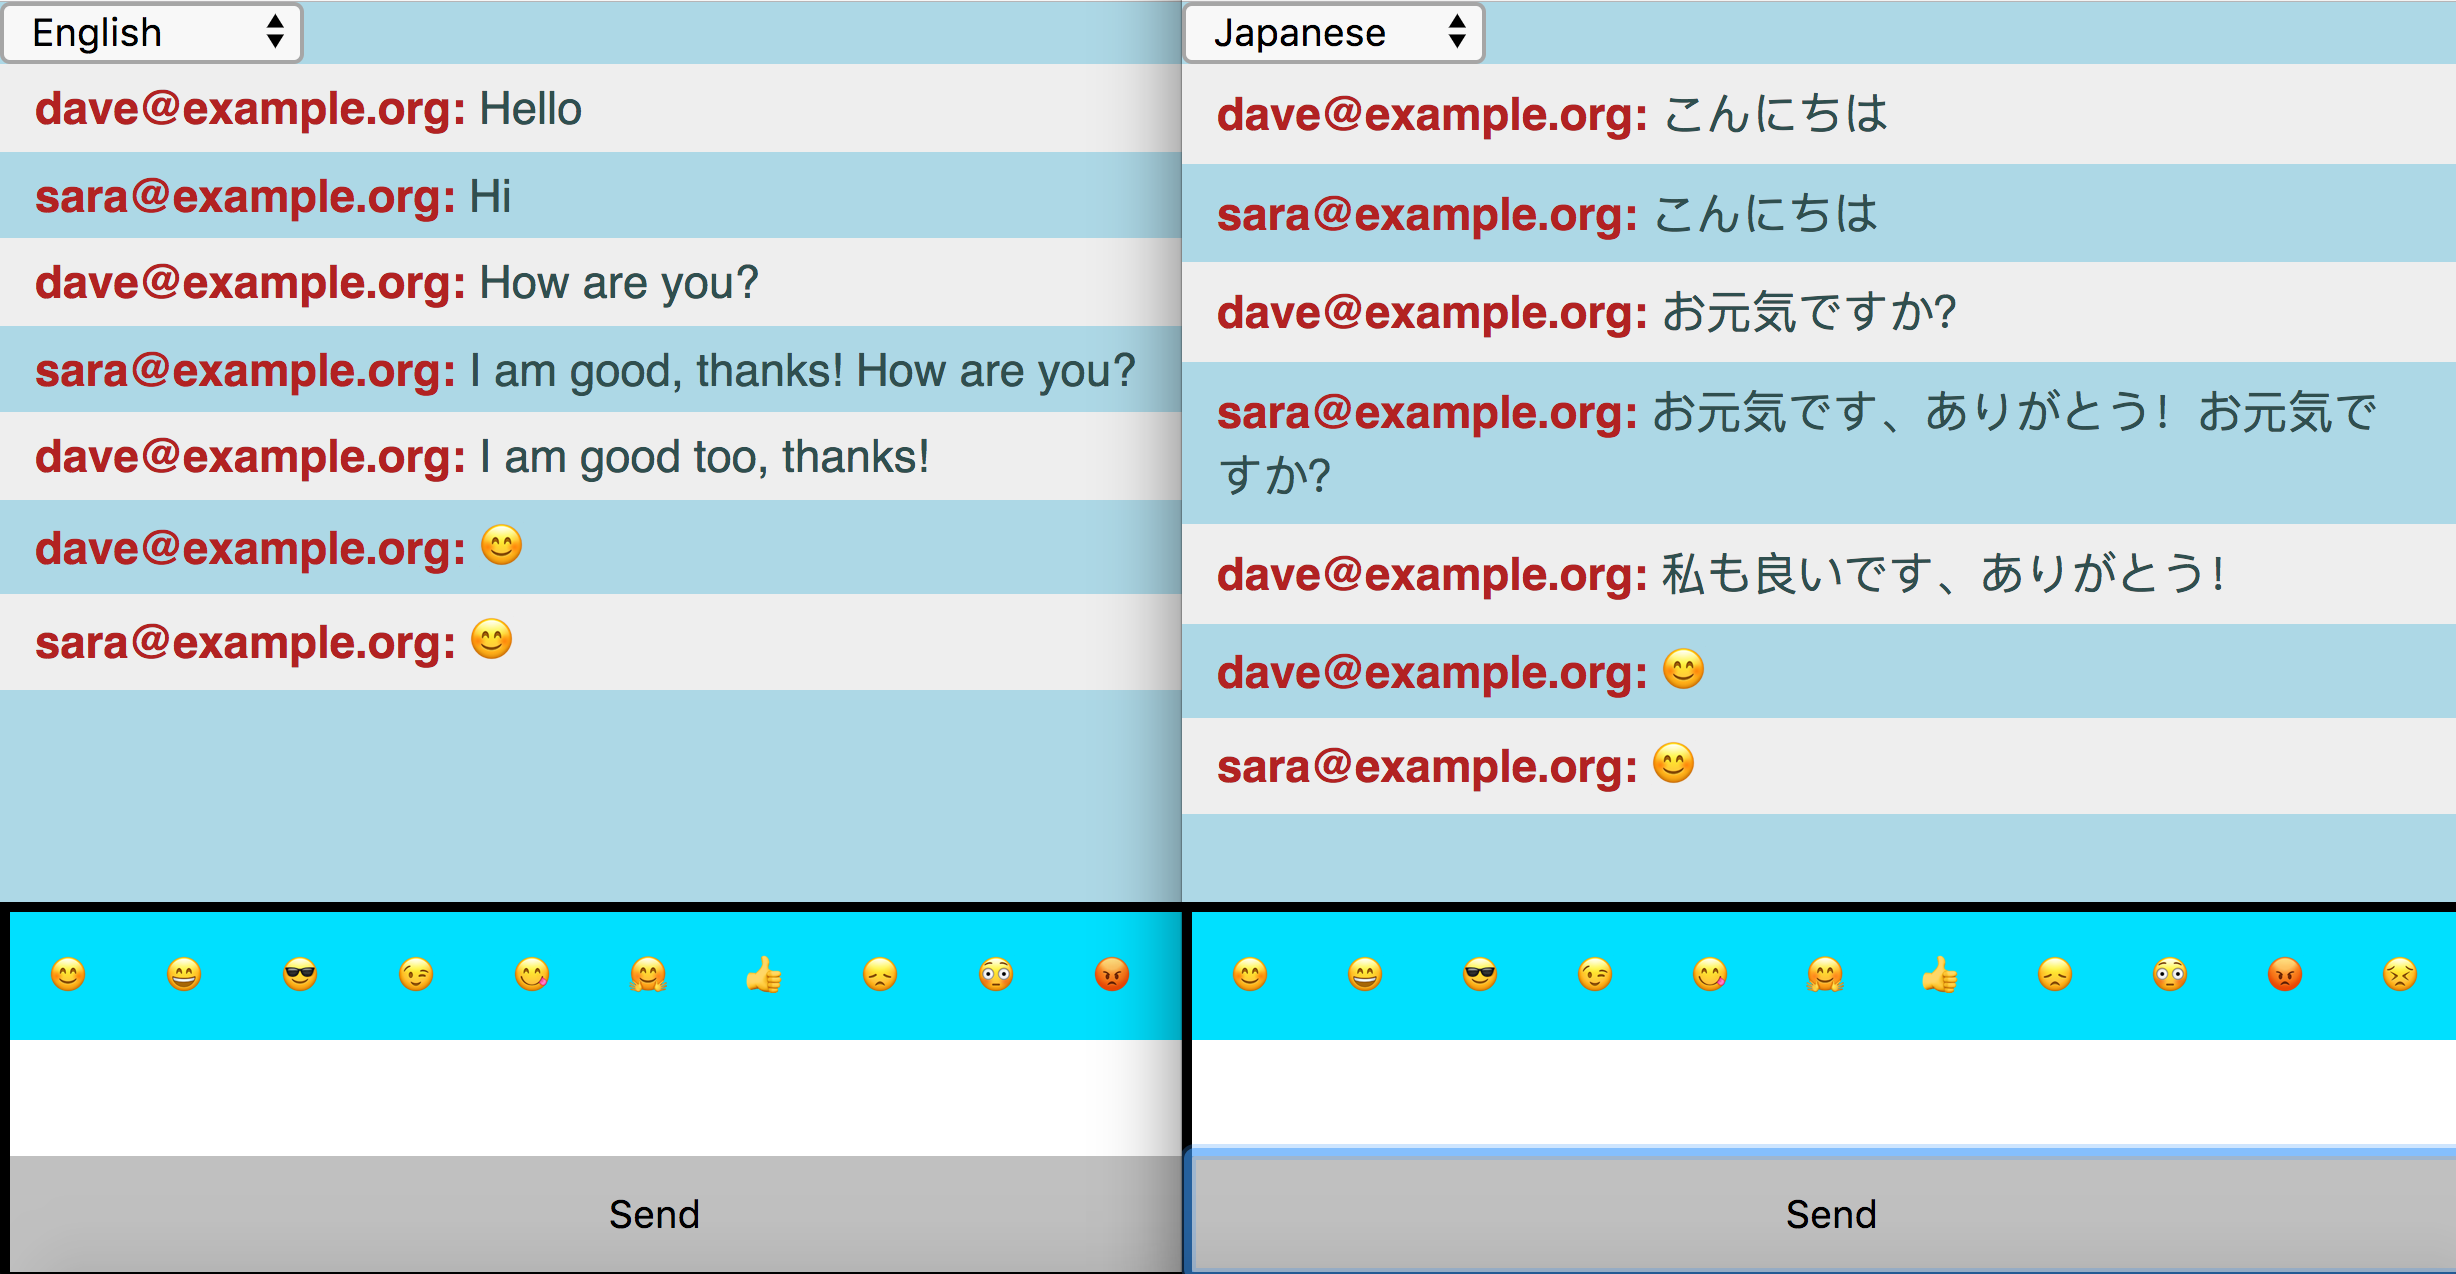 English
dave@example.org: Hello
sara@example.org: Hi
dave@example.org: How are you?
sara@example.org: I am good, thanks! How are you?
dave@example.org: I am good too, thanks!
dave@example.org: 😊
sara@example.org: 😊
😊 😄 😎 😉 😋 🤗 👍 😞 😳 😡
Send
Japanese
dave@example.org: こんにちは
sara@example.org: こんにちは
dave@example.org: お元気ですか?
sara@example.org: お元気です、ありがとう！お元気で
すか?
dave@example.org: 私も良いです、ありがとう！
dave@example.org: 😊
sara@example.org: 😊
😊 😄 😎 😉 😋 🤗 👍 😞 😳 😡 😣
Send